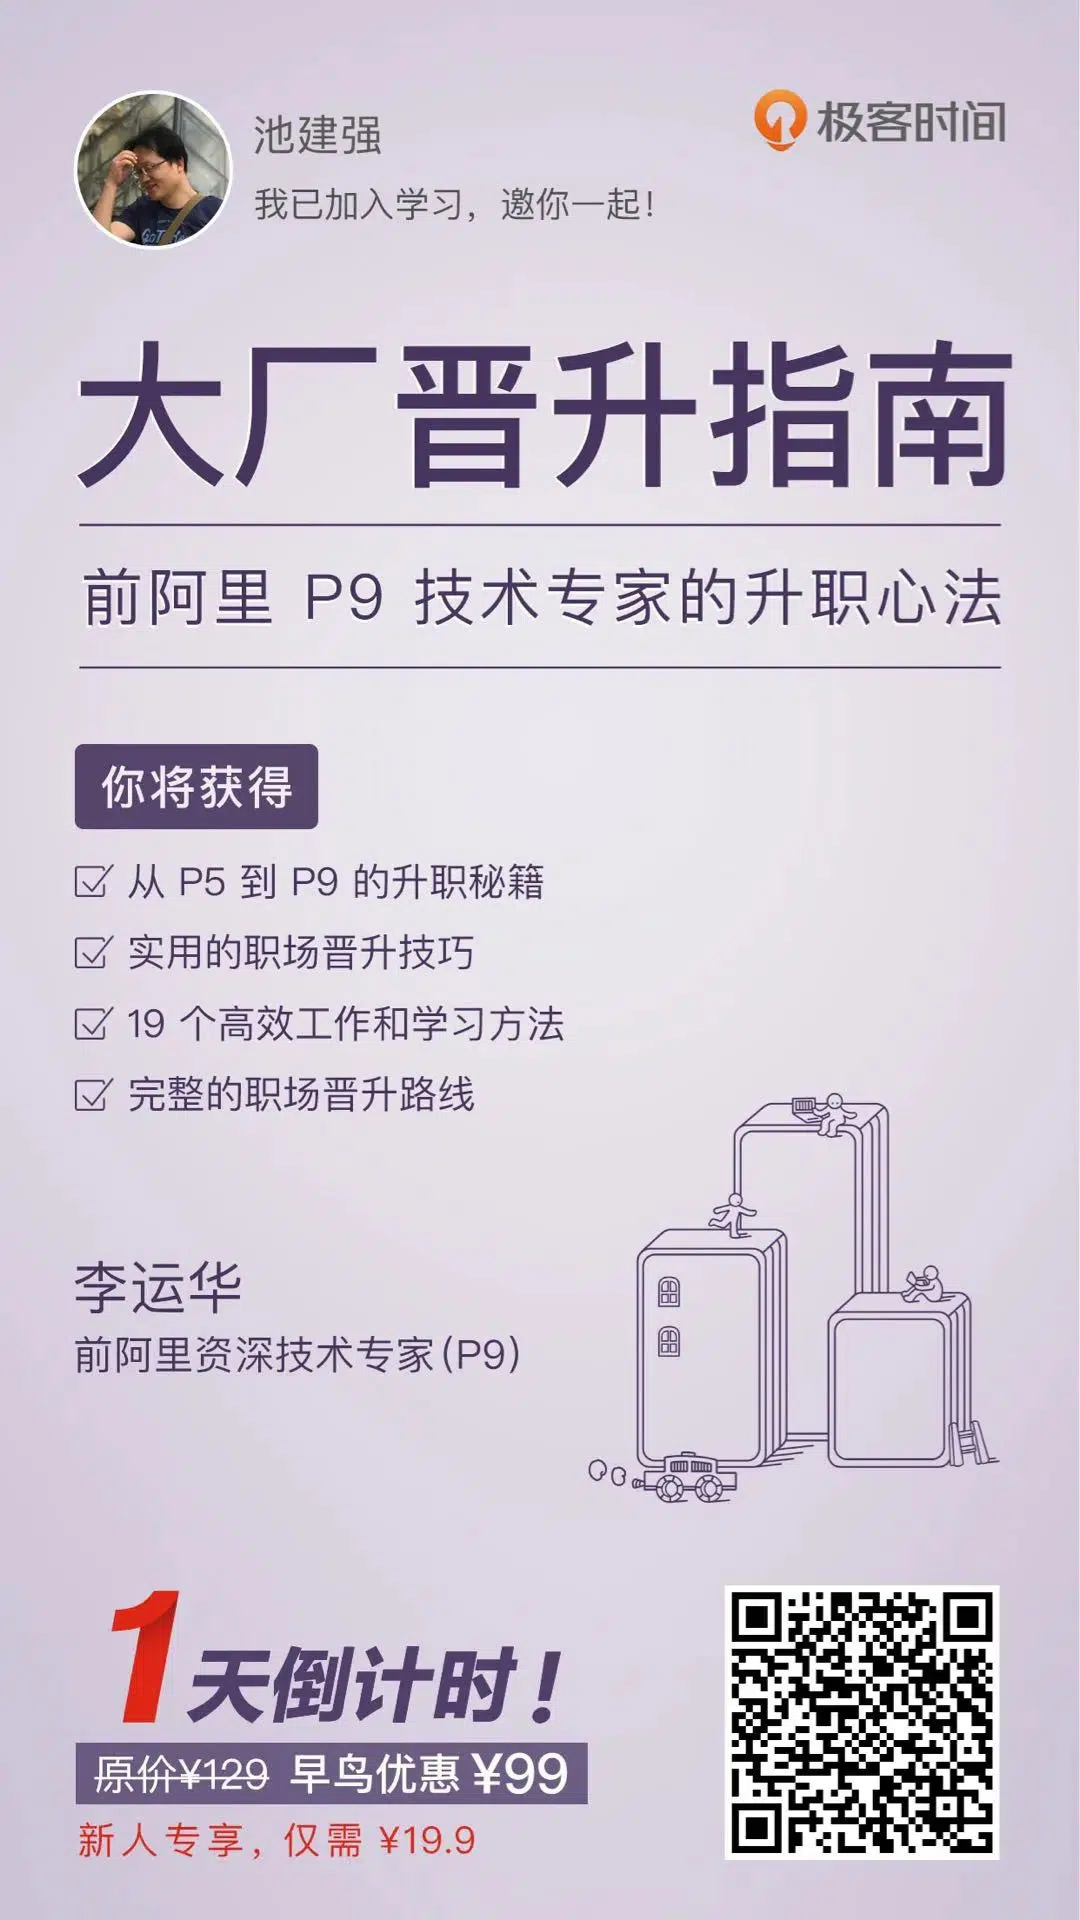 池建强
极客时间
我已加入学习，邀你一起！
大厂晋升指南
前阿里 P9 技术专家的升职心法
你将获得
从 P5 到 P9 的升职秘籍
实用的职场晋升技巧
19 个高效工作和学习方法
完整的职场晋升路线
李运华
前阿里资深技术专家(P9)
1天倒计时！
原价¥129 早鸟优惠 ¥99
新人专享，仅需 ¥19.9